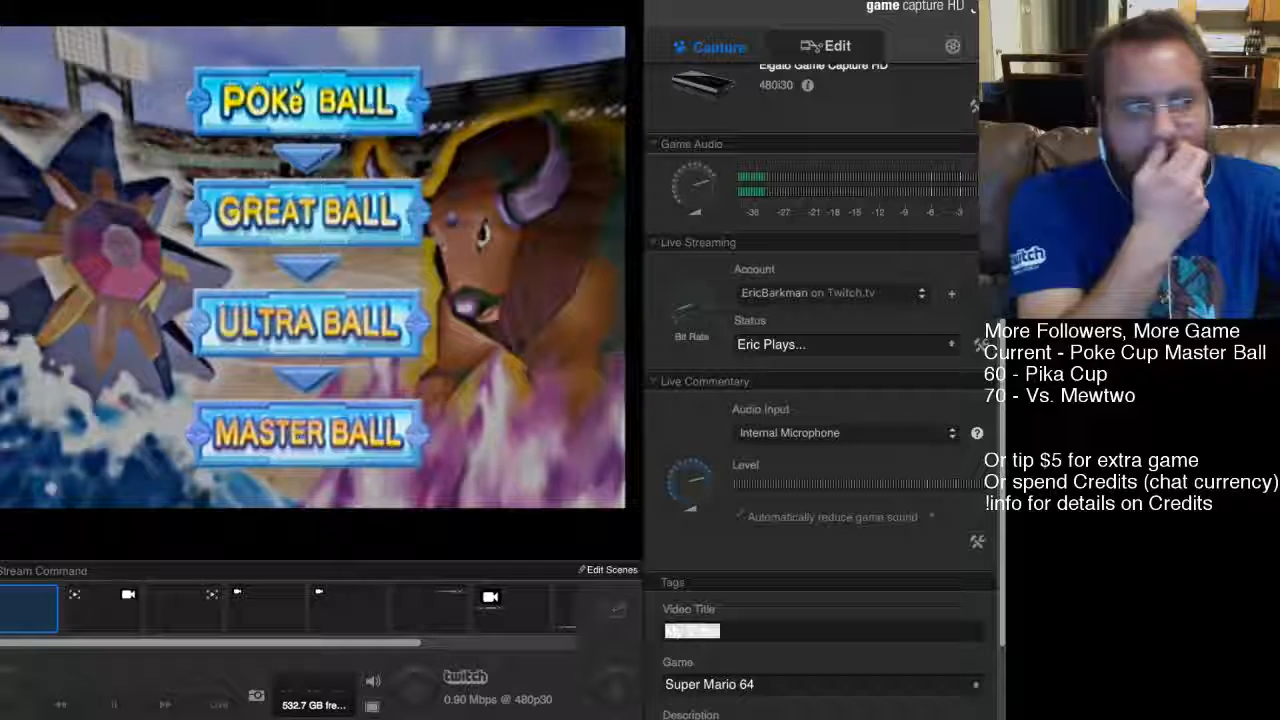 game capture HD
Capture
Edit
Elgato Game Capture HD
480i30
Game Audio
-36 -27 -21 -18 -15 -12 -9 -6 -3
Live Streaming
Account
EricBarkman on Twitch.tv
Status
Bit Rate
Eric Plays...
Live Commentary
Audio Input
Internal Microphone
Level
Automatically reduce game sound
Tags
Video Title
Game
Super Mario 64
Description
POKé BALL
GREAT BALL
ULTRA BALL
MASTER BALL
Stream Command
Edit Scenes
Live
532.7 GB fre...
twitch
0.90 Mbps @ 480p30
twitch
More Followers, More Game
Current - Poke Cup Master Ball
60 - Pika Cup
70 - Vs. Mewtwo
Or tip $5 for extra game
Or spend Credits (chat currency)
!info for details on Credits